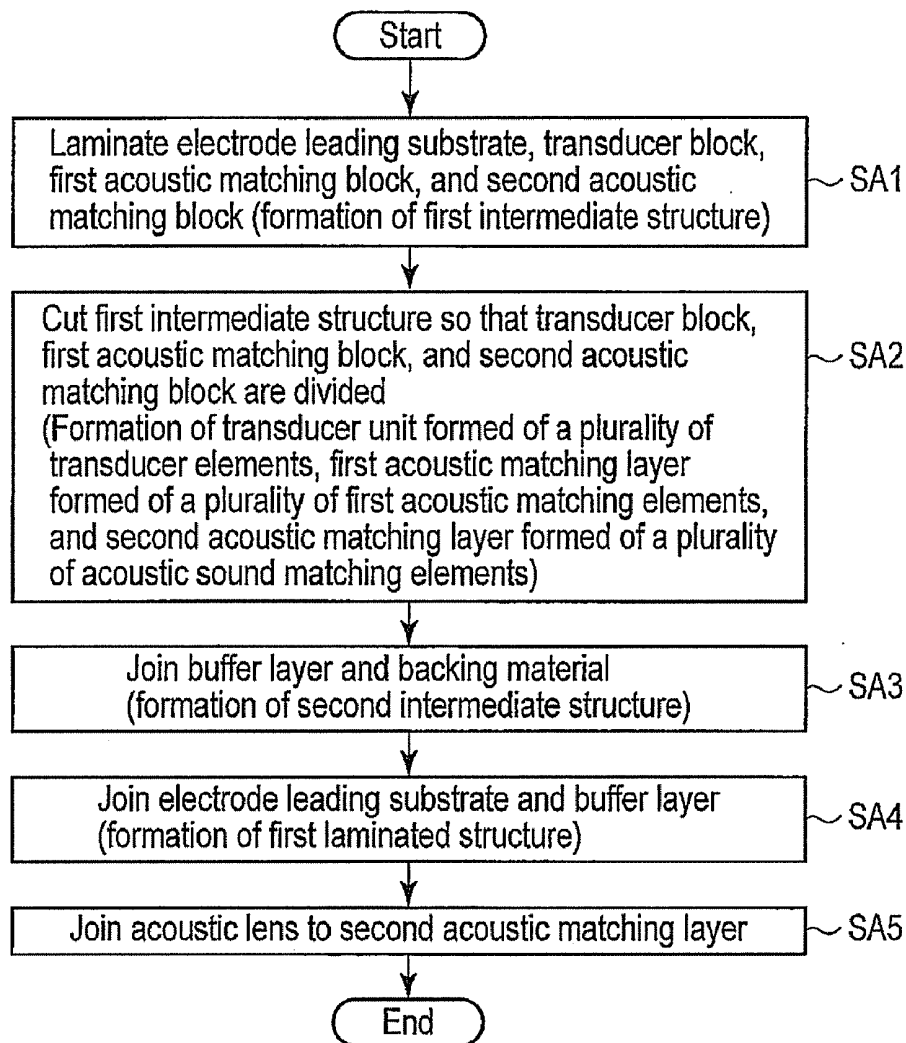 Start
Laminate electrode leading substrate, transducer block,
first acoustic matching block, and second acoustic
matching block (formation of first intermediate structure)
SA1
Cut first intermediate structure so that transducer block,
first acoustic matching block, and second acoustic
matching block are divided
(Formation of transducer unit formed of a plurality of
transducer elements, first acoustic matching layer
formed of a plurality of first acoustic matching elements,
and second acoustic matching layer formed of a plurality
of acoustic sound matching elements)
SA2
Join buffer layer and backing material
(formation of second intermediate structure)
SA3
Join electrode leading substrate and buffer layer
(formation of first laminated structure)
SA4
Join acoustic lens to second acoustic matching layer
SA5
End